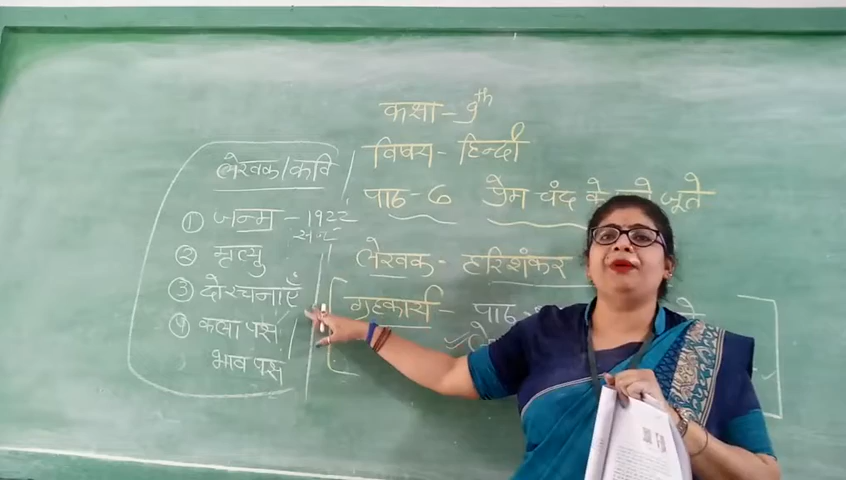 कक्षा - 9th
विषय - हिन्दी
पाठ - 6 प्रेम चंद के जूते
लेखक - हरिशंकर
गृहकार्य - पाठ -
लेखक/कवि
① जन्म - 1922
② मृत्यु
③ दो रचनाएँ
④ कला पक्ष
भाव पक्ष